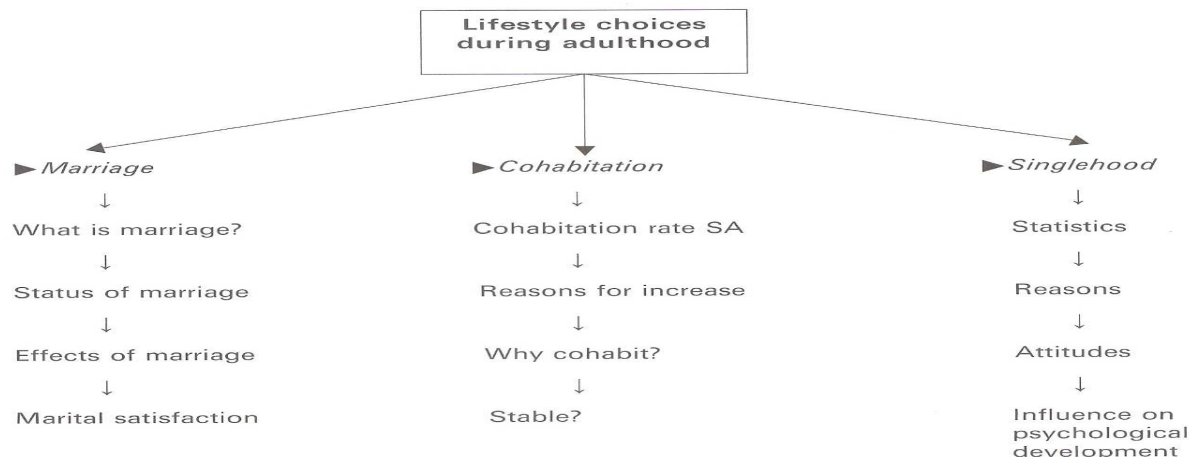 Lifestyle choices
during adulthood
► Marriage
↓
What is marriage?
↓
Status of marriage
↓
Effects of marriage
↓
Marital satisfaction
► Cohabitation
↓
Cohabitation rate SA
↓
Reasons for increase
↓
Why cohabit?
↓
Stable?
► Singlehood
↓
Statistics
↓
Reasons
↓
Attitudes
↓
Influence on
psychological
development